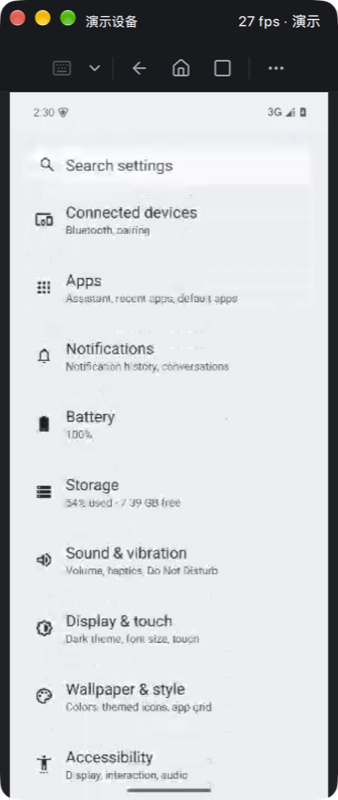 演示设备
27 fps · 演示
2:30
3G
Search settings
Connected devices
Bluetooth, pairing
Apps
Assistant, recent apps, default apps
Notifications
Notification history, conversations
Battery
100%
Storage
54% used - 7.39 GB free
Sound & vibration
Volume, haptics, Do Not Disturb
Display & touch
Dark theme, font size, touch
Wallpaper & style
Colors, themed icons, app grid
Accessibility
Display, interaction, audio